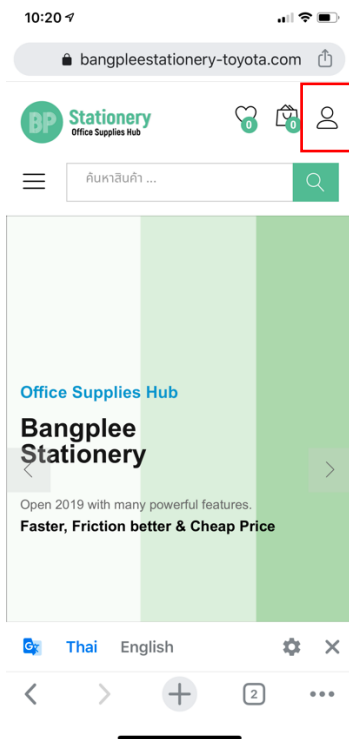 10:20
bangpleestationery-toyota.com
BP Stationery
Office Supplies Hub
0
0
ค้นหาสินค้า ...
Office Supplies Hub
Bangplee
Stationery
Open 2019 with many powerful features.
Faster, Friction better & Cheap Price
G Thai English
2